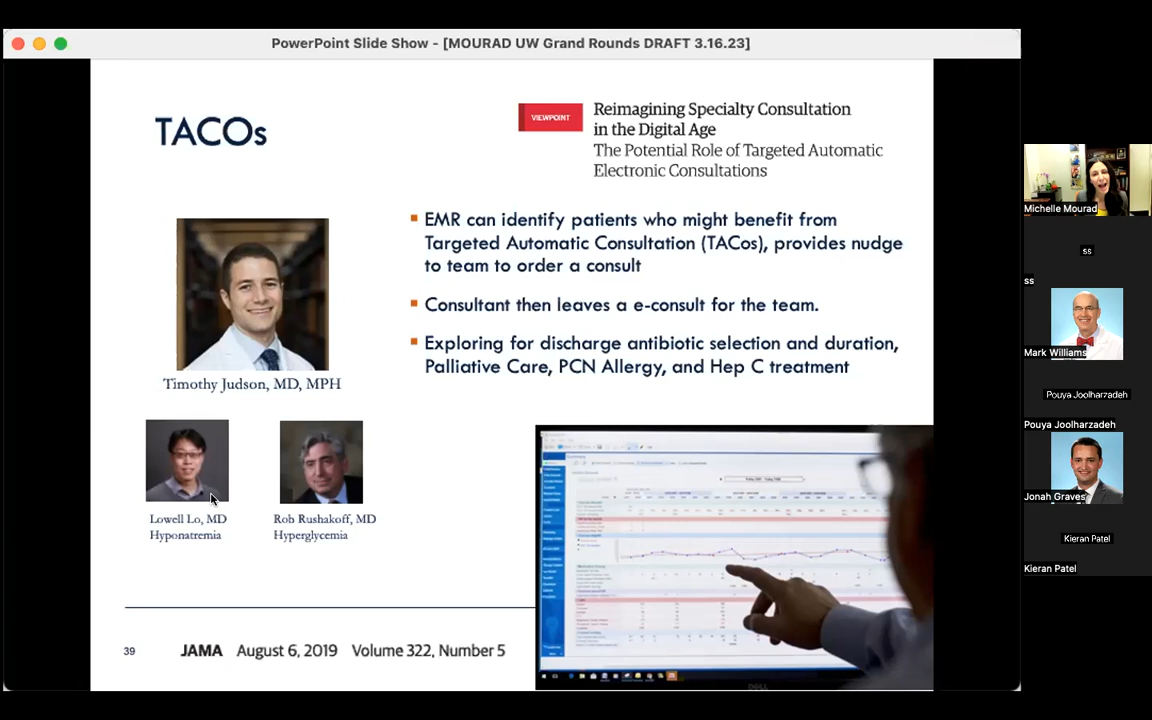 PowerPoint Slide Show - [MOURAD UW Grand Rounds DRAFT 3.16.23]
TACOs
VIEWPOINT
Reimagining Specialty Consultation
in the Digital Age
The Potential Role of Targeted Automatic
Electronic Consultations
EMR can identify patients who might benefit from
Targeted Automatic Consultation (TACos), provides nudge
to team to order a consult
Consultant then leaves a e-consult for the team.
Exploring for discharge antibiotic selection and duration,
Palliative Care, PCN Allergy, and Hep C treatment
Timothy Judson, MD, MPH
Lowell Lo, MD
Hyponatremia
Rob Rushakoff, MD
Hyperglycemia
39
JAMA August 6, 2019 Volume 322, Number 5
DELL
Michelle Mourad
ss
ss
Mark Williams
Pouya Joolharzadeh
Pouya Joolharzadeh
Jonah Graves
Kieran Patel
Kieran Patel